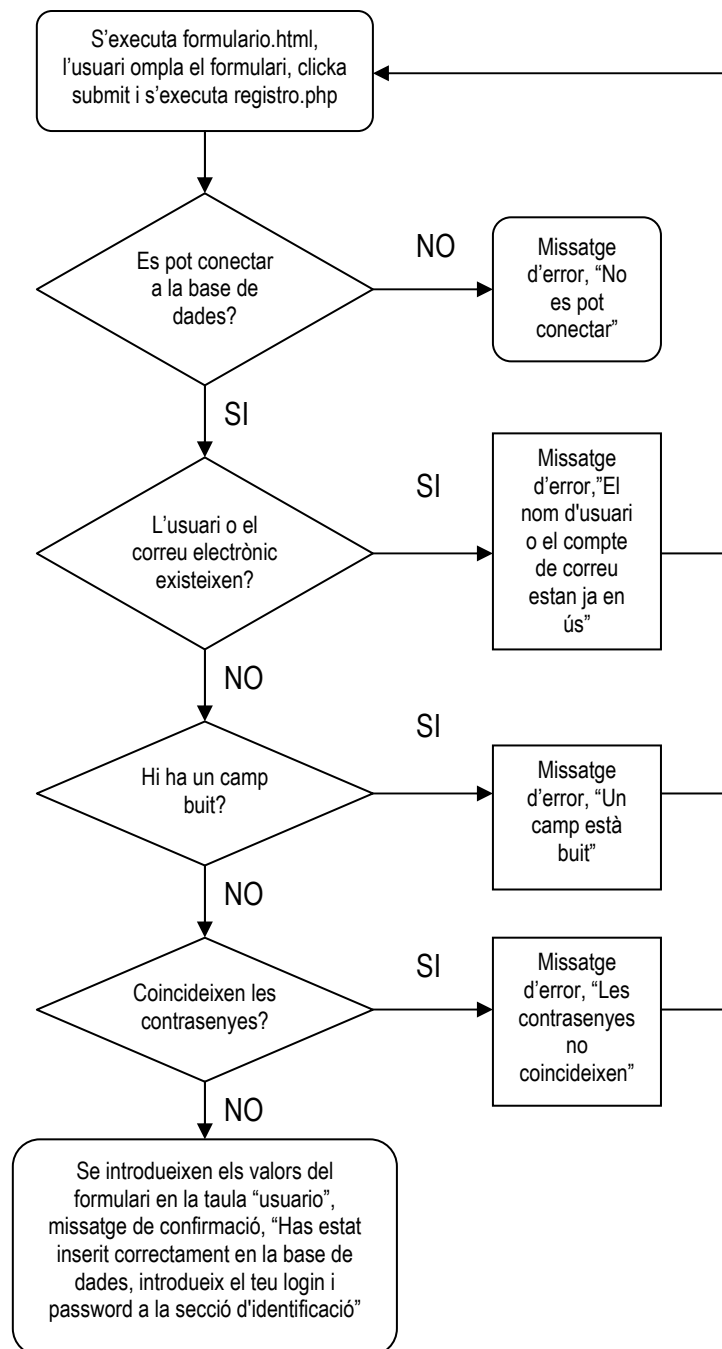 S’executa formulario.html,
l’usuari ompla el formulari, clicka
submit i s’executa registro.php
Es pot conectar
a la base de
dades?
NO
Missatge
d’error, “No
es pot
conectar”
SI
L’usuari o el
correu electrònic
existeixen?
SI
Missatge
d’error,”El
nom d'usuari
o el compte
de correu
estan ja en
ús”
NO
Hi ha un camp
buit?
SI
Missatge
d’error, “Un
camp està
buit”
NO
Coincideixen les
contrasenyes?
SI
Missatge
d’error, “Les
contrasenyes
no
coincideixen”
NO
Se introdueixen els valors del
formulari en la taula “usuario”,
missatge de confirmació, “Has estat
inserit correctament en la base de
dades, introdueix el teu login i
password a la secció d'identificació”